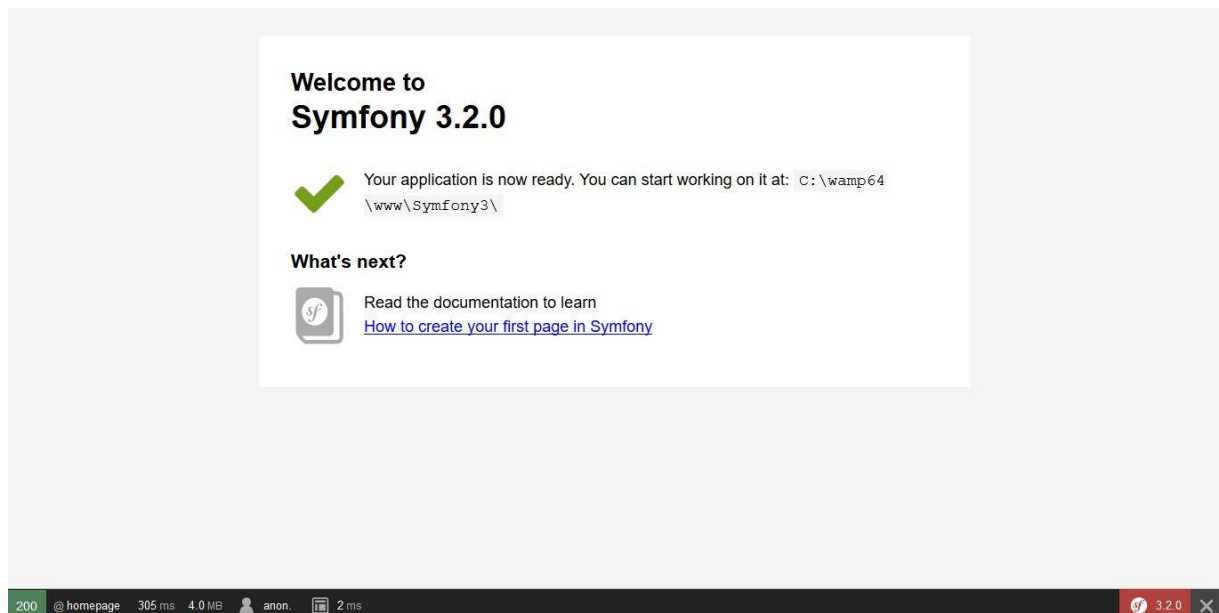 Welcome to
Symfony 3.2.0
Your application is now ready. You can start working on it at: C:\wamp64
\www\Symfony3\
What's next?
sf
Read the documentation to learn
How to create your first page in Symfony
200 @ homepage 305 ms 4.0 MB anon. 2 ms sf 3.2.0